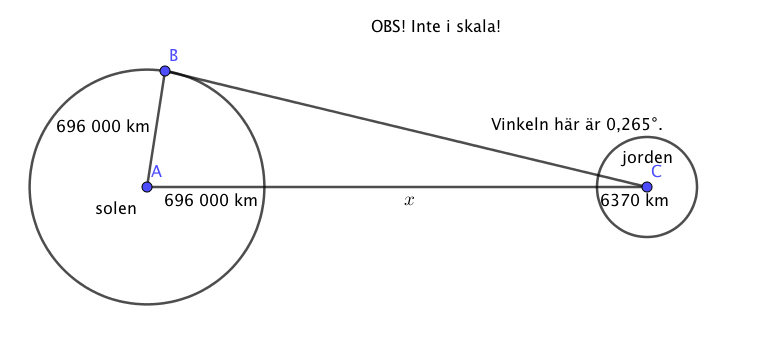 OBS! Inte i skala!
B
696 000 km
Vinkeln här är 0,265°.
jorden
A
C
solen
696 000 km
x
6370 km